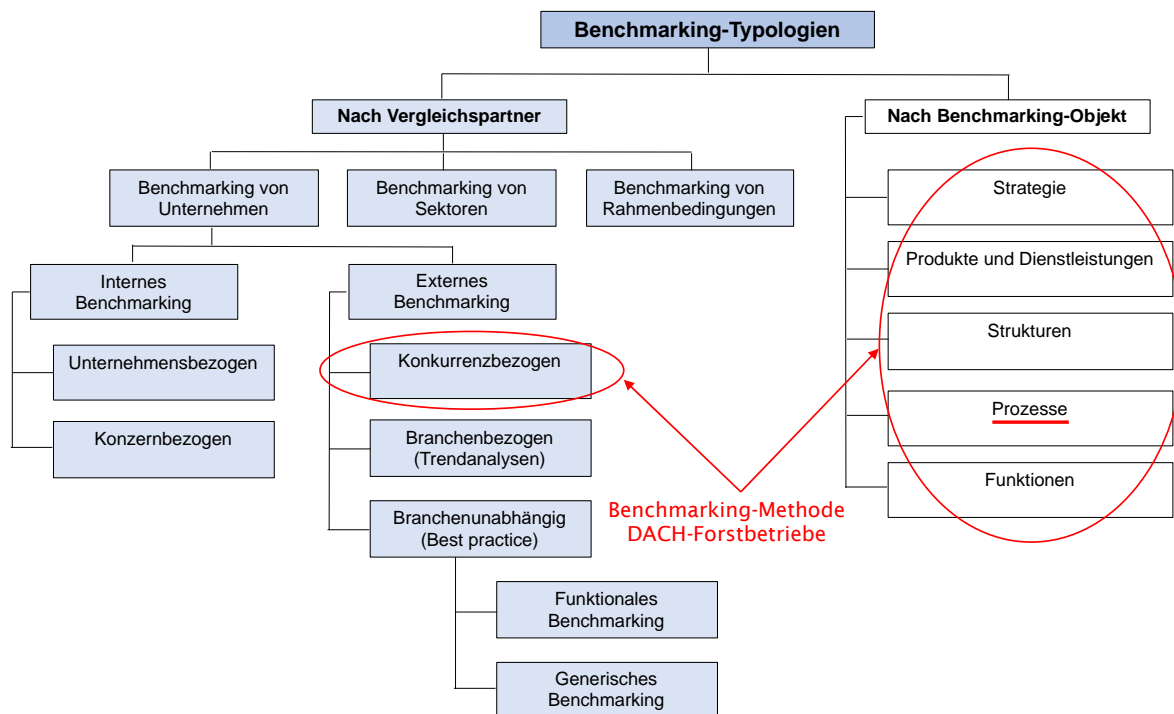 Benchmarking-Typologien
Nach Vergleichspartner
Nach Benchmarking-Objekt
Benchmarking von
Unternehmen
Benchmarking von
Sektoren
Benchmarking von
Rahmenbedingungen
Internes
Benchmarking
Externes
Benchmarking
Unternehmensbezogen
Konzernbezogen
Konkurrenzbezogen
Branchenbezogen
(Trendanalysen)
Branchenunabhängig
(Best practice)
Funktionales
Benchmarking
Generisches
Benchmarking
Strategie
Produkte und Dienstleistungen
Strukturen
Prozesse
Funktionen
Benchmarking-Methode
DACH-Forstbetriebe